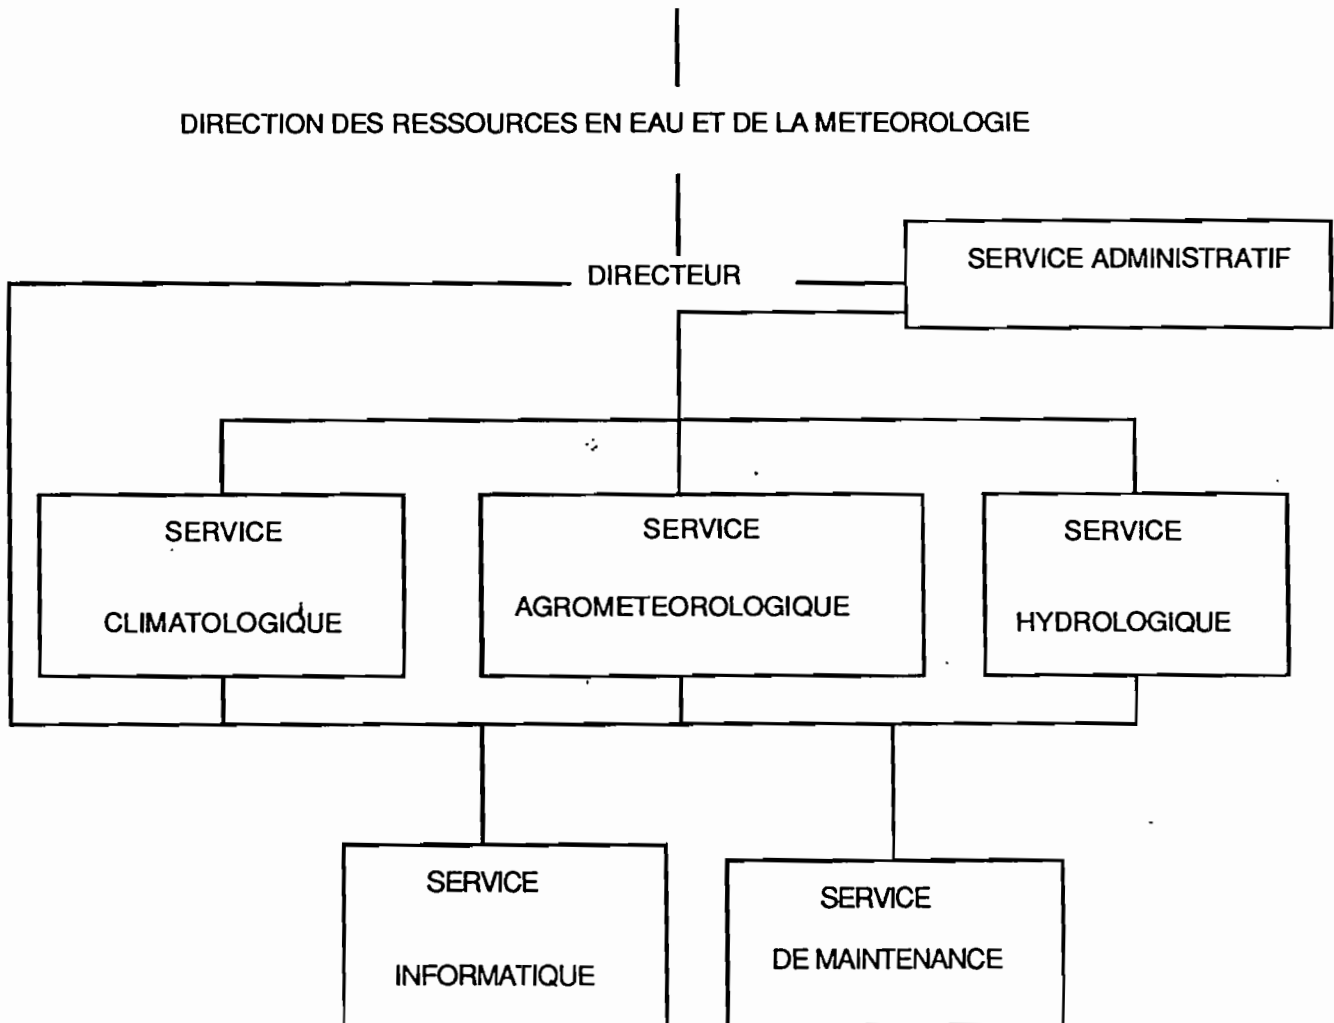 DIRECTION DES RESSOURCES EN EAU ET DE LA METEOROLOGIE
DIRECTEUR
SERVICE ADMINISTRATIF
SERVICE
CLIMATOLOGIQUE
SERVICE
AGROMETEOROLOGIQUE
SERVICE
HYDROLOGIQUE
SERVICE
INFORMATIQUE
SERVICE
DE MAINTENANCE